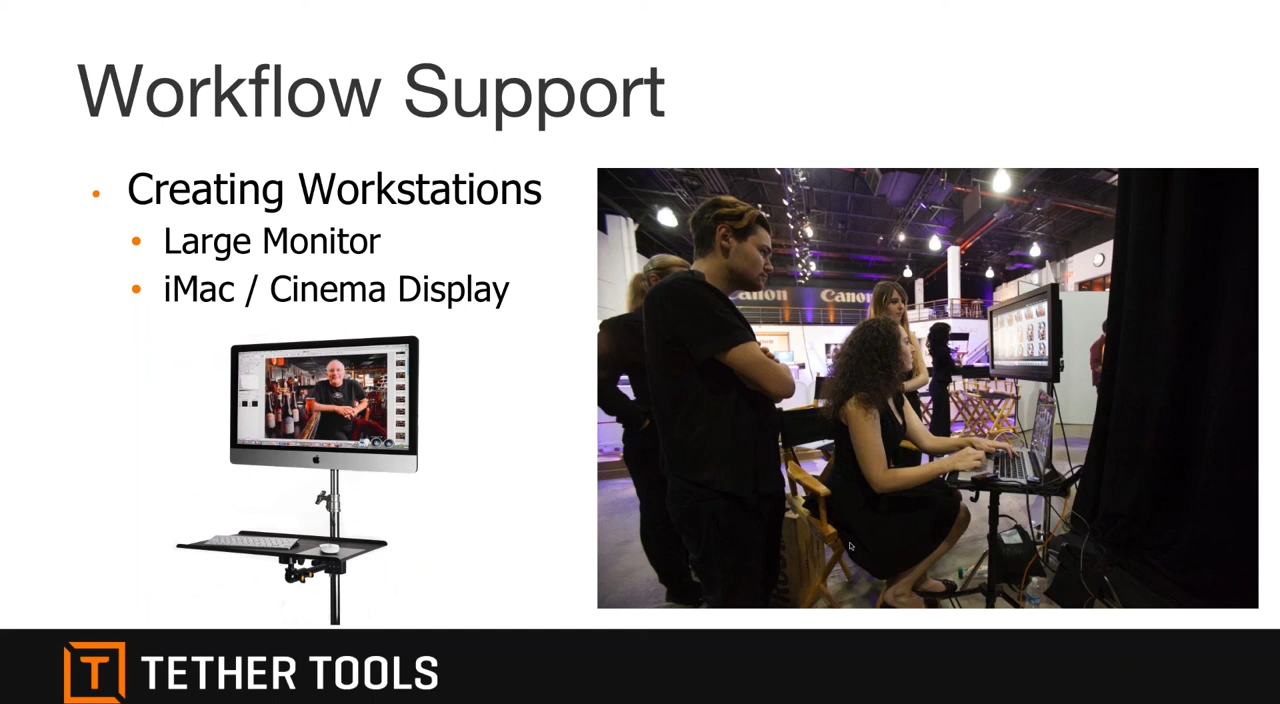 Workflow Support
• Creating Workstations
• Large Monitor
• iMac / Cinema Display
Canon
Canon
T TETHER TOOLS